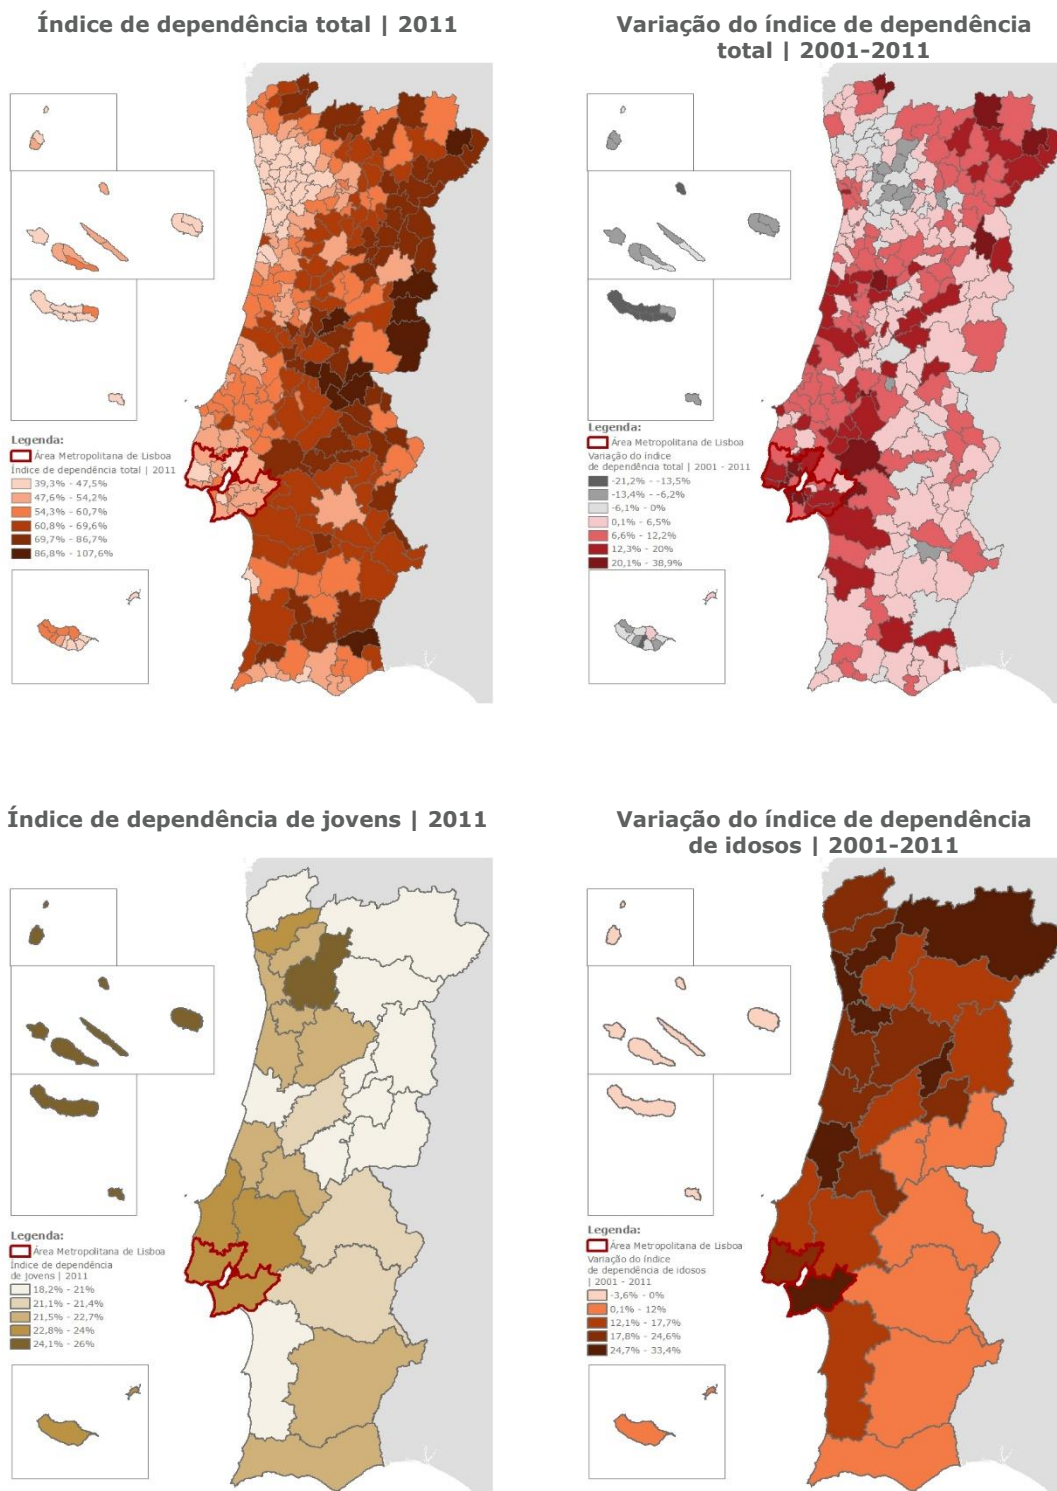 Índice de dependência total | 2011
Variação do índice de dependência
total | 2001-2011
Legenda:
Área Metropolitana de Lisboa
Índice de dependência total | 2011
39,3% - 47,5%
47,6% - 54,2%
54,3% - 60,7%
60,8% - 69,6%
69,7% - 86,7%
86,8% - 107,6%
Legenda:
Área Metropolitana de Lisboa
Variação do índice
de dependência total | 2001 - 2011
-21,2% - -13,5%
-13,4% - -6,2%
-6,1% - 0%
0,1% - 6,5%
6,6% - 12,2%
12,3% - 20%
20,1% - 38,9%
Índice de dependência de jovens | 2011
Variação do índice de dependência
de idosos | 2001-2011
Legenda:
Área Metropolitana de Lisboa
Índice de dependência
de jovens | 2011
18,2% - 21%
21,1% - 21,4%
21,5% - 22,7%
22,8% - 24%
24,1% - 26%
Legenda:
Área Metropolitana de Lisboa
Variação do índice
de dependência de idosos
| 2001 - 2011
-3,6% - 0%
0,1% - 12%
12,1% - 17,7%
17,8% - 24,6%
24,7% - 33,4%